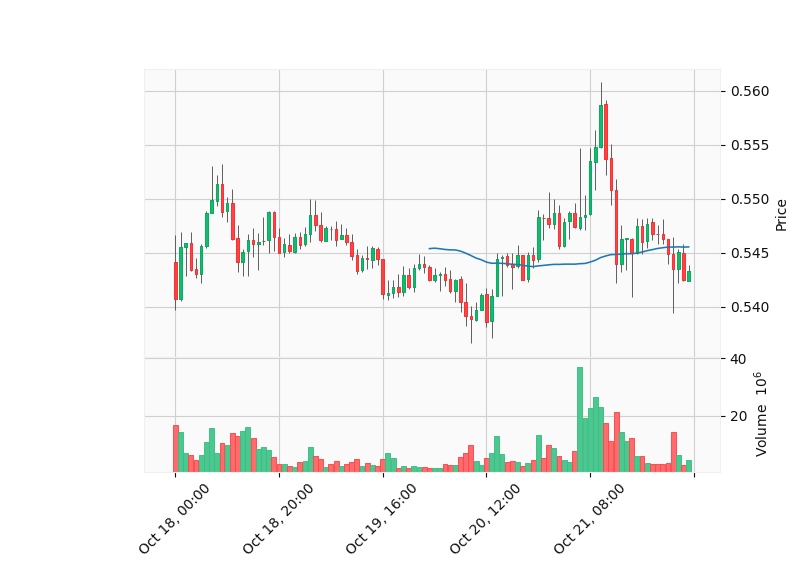 0.560
0.555
0.550
0.545
0.540
Price
40
20
Volume 10^6
Oct 18, 00:00
Oct 18, 20:00
Oct 19, 16:00
Oct 20, 12:00
Oct 21, 08:00